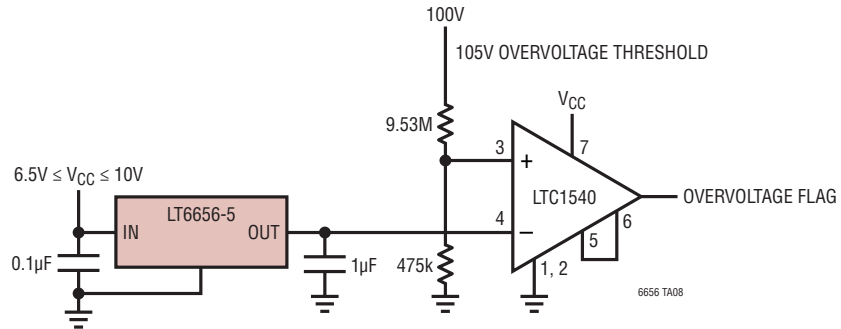 100V
105V OVERVOLTAGE THRESHOLD
9.53M
VCC
7
3
+
6.5V ≤ VCC ≤ 10V
LT6656-5
LTC1540
OVERVOLTAGE FLAG
IN
OUT
4
–
6
5
0.1µF
1µF
475k
1, 2
6656 TA08